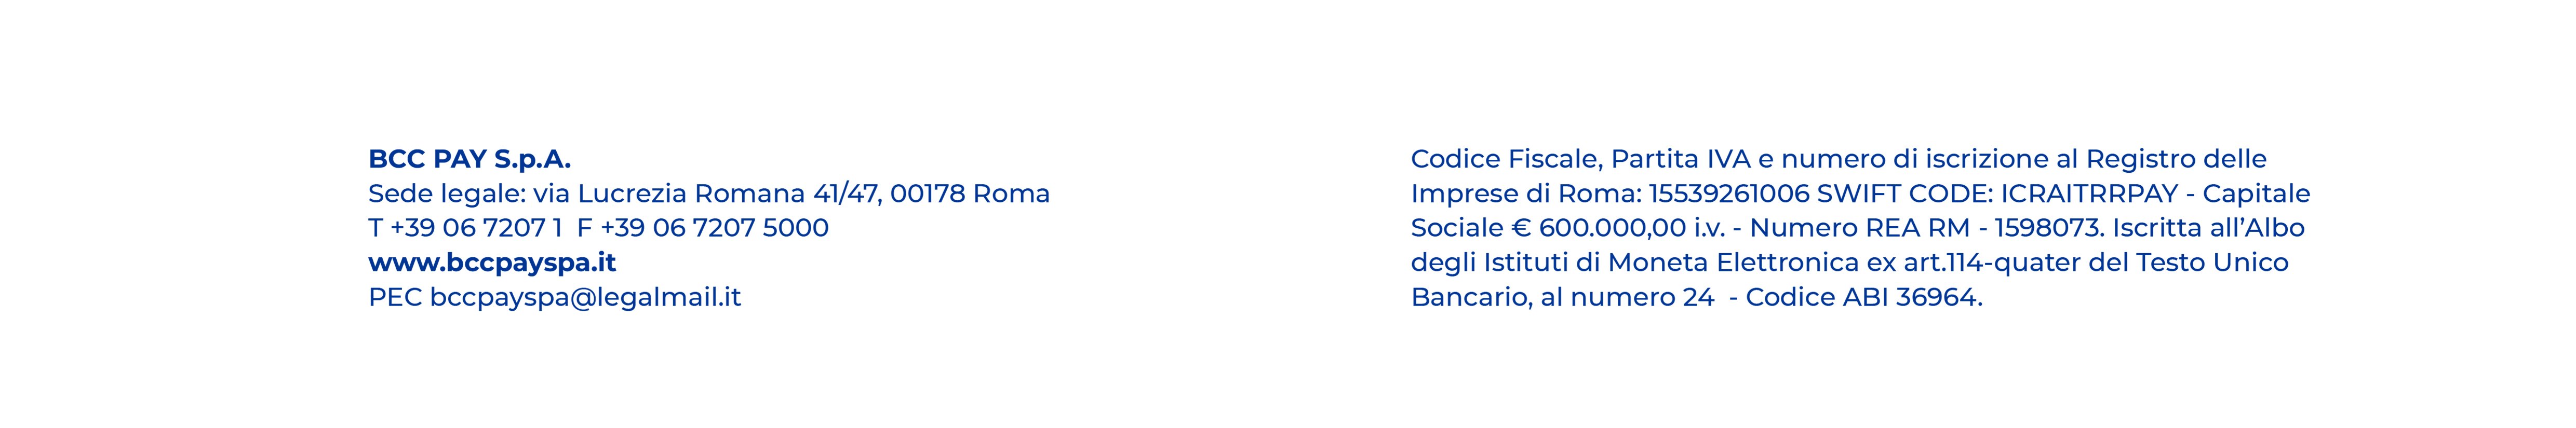 BCC PAY S.p.A.
Sede legale: via Lucrezia Romana 41/47, 00178 Roma
T +39 06 7207 1  F +39 06 7207 5000
www.bccpayspa.it
PEC bccpayspa@legalmail.it
Codice Fiscale, Partita IVA e numero di iscrizione al Registro delle
Imprese di Roma: 15539261006 SWIFT CODE: ICRAITRRPAY - Capitale
Sociale € 600.000,00 i.v. - Numero REA RM - 1598073. Iscritta all’Albo
degli Istituti di Moneta Elettronica ex art.114-quater del Testo Unico
Bancario, al numero 24  - Codice ABI 36964.